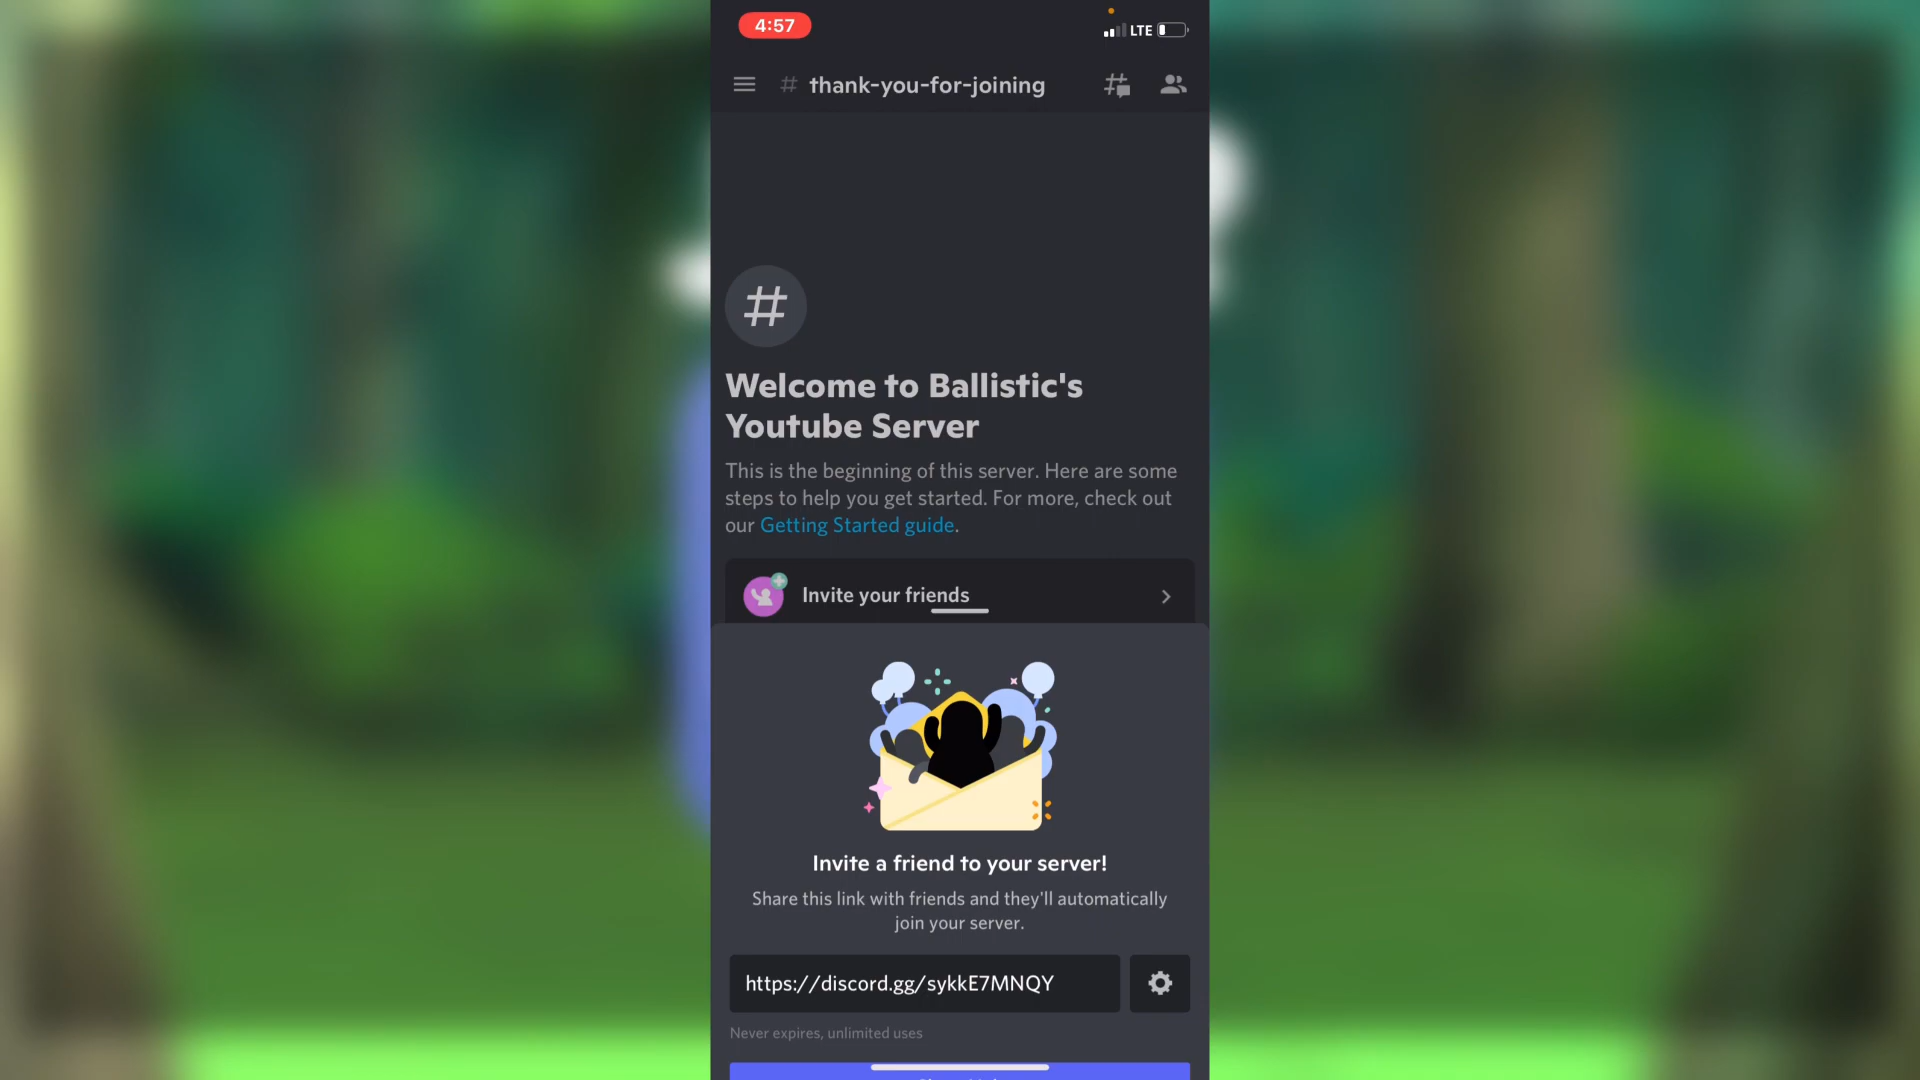 4:57
LTE
# thank-you-for-joining
Welcome to Ballistic's
Youtube Server
This is the beginning of this server. Here are some
steps to help you get started. For more, check out
our Getting Started guide.
Invite your friends
Invite a friend to your server!
Share this link with friends and they'll automatically
join your server.
https://discord.gg/sykkE7MNQY
Never expires, unlimited uses